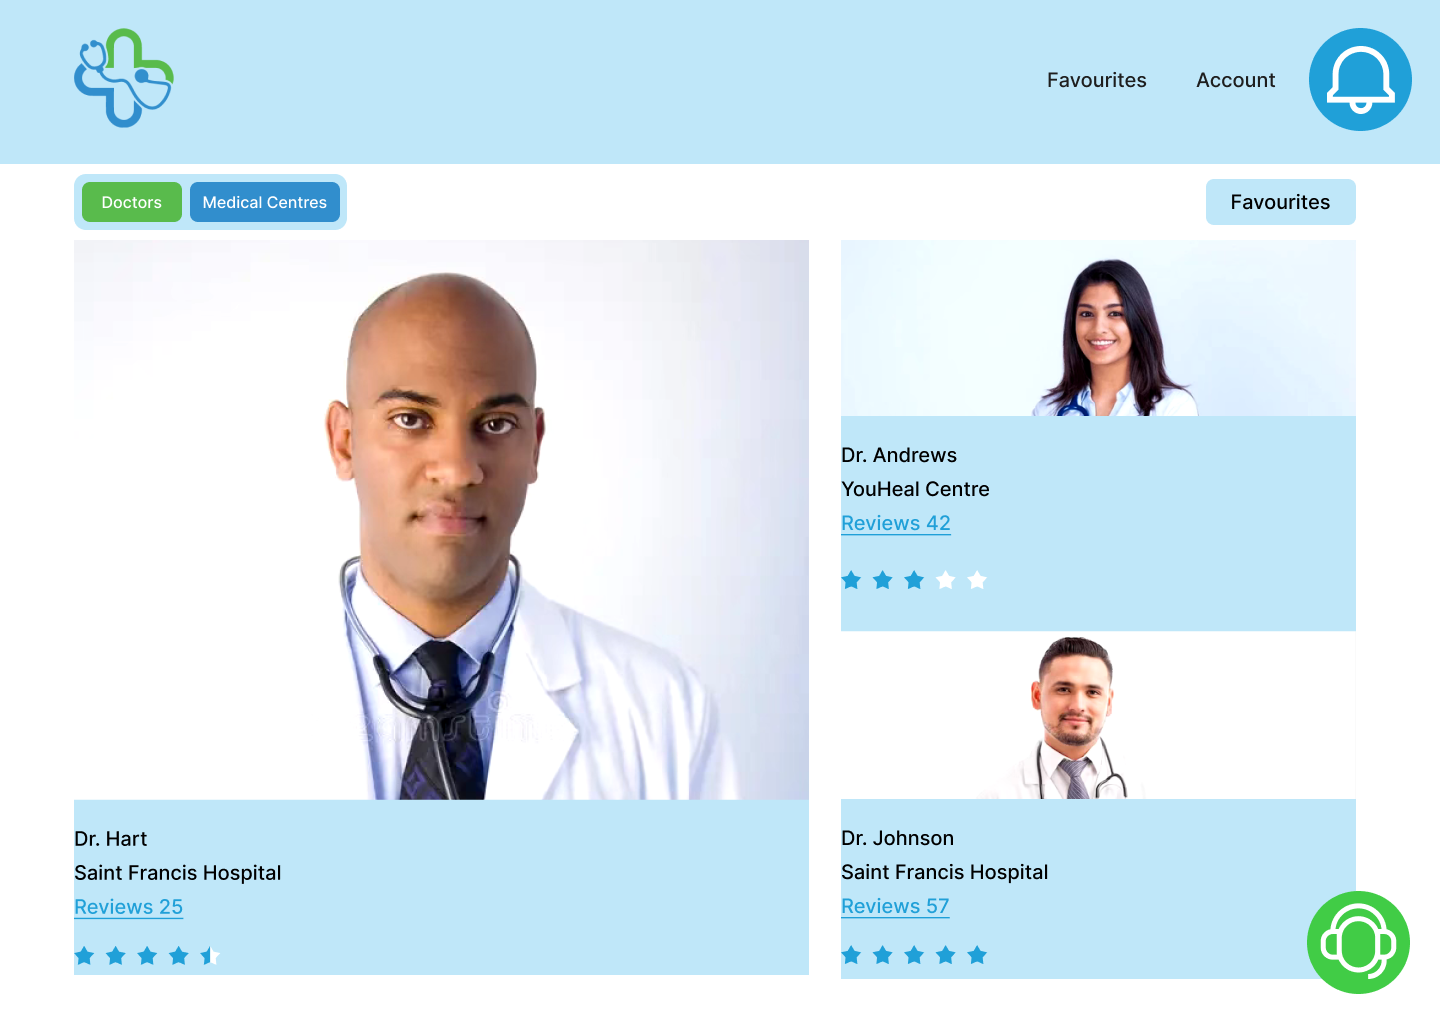 Favourites
Account
Doctors
Medical Centres
Favourites
Dr. Hart
Saint Francis Hospital
Reviews 25
Dr. Andrews
YouHeal Centre
Reviews 42
Dr. Johnson
Saint Francis Hospital
Reviews 57